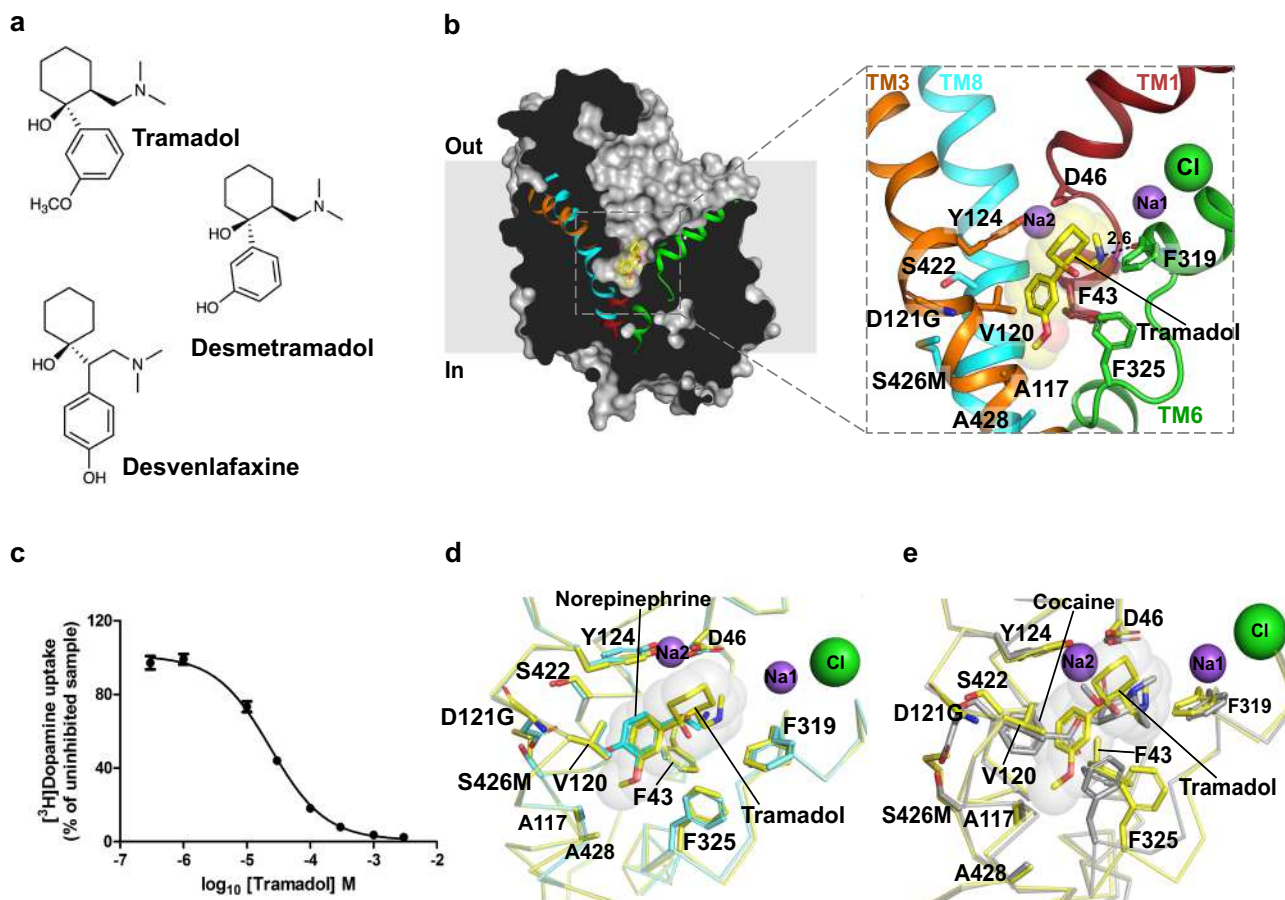 a
HO
N
H₃CO
Tramadol
HO
N
HO
Desmetramadol
HO
N
OH
Desvenlafaxine
b
Out
In
TM3
TM8
TM1
Cl
D46
Na1
Y124
Na2
2.6
S422
F319
F43
D121G
V120
Tramadol
F325
S426M
A117
A428
TM6
c
[³H]Dopamine uptake
(% of uninhibited sample)
120
80
40
0
-7 -6 -5 -4 -3 -2
log₁₀ [Tramadol] M
d
Norepinephrine
Y124
Na2
D46
Cl
Na1
S422
D121G
F319
V120
S426M
F43
Tramadol
A117
A428
F325
e
Cocaine
Y124
D46
Cl
Na2
Na1
S422
D121G
F319
V120
F43
Tramadol
S426M
A117
F325
A428